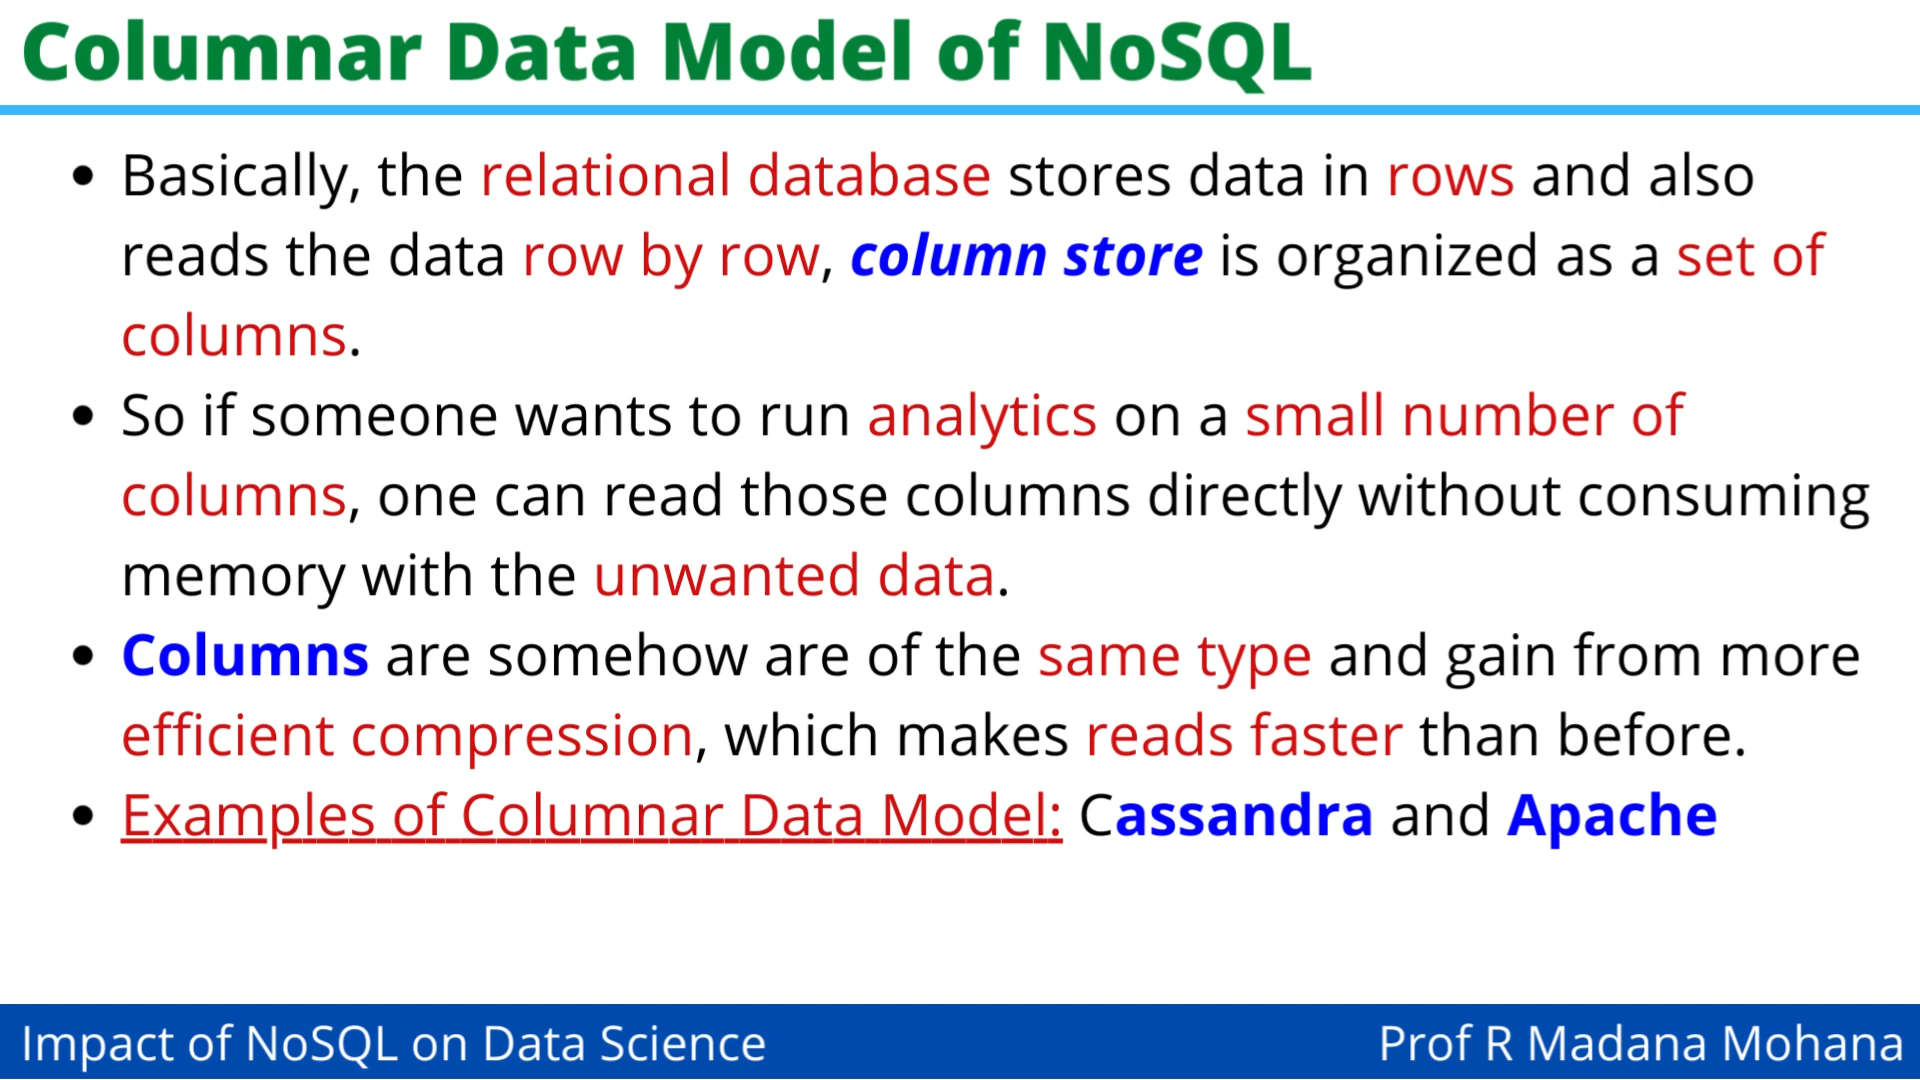 Columnar Data Model of NoSQL
• Basically, the relational database stores data in rows and also
reads the data row by row, column store is organized as a set of
columns.
• So if someone wants to run analytics on a small number of
columns, one can read those columns directly without consuming
memory with the unwanted data.
• Columns are somehow are of the same type and gain from more
efficient compression, which makes reads faster than before.
• Examples of Columnar Data Model: Cassandra and Apache
Impact of NoSQL on Data Science
Prof R Madana Mohana